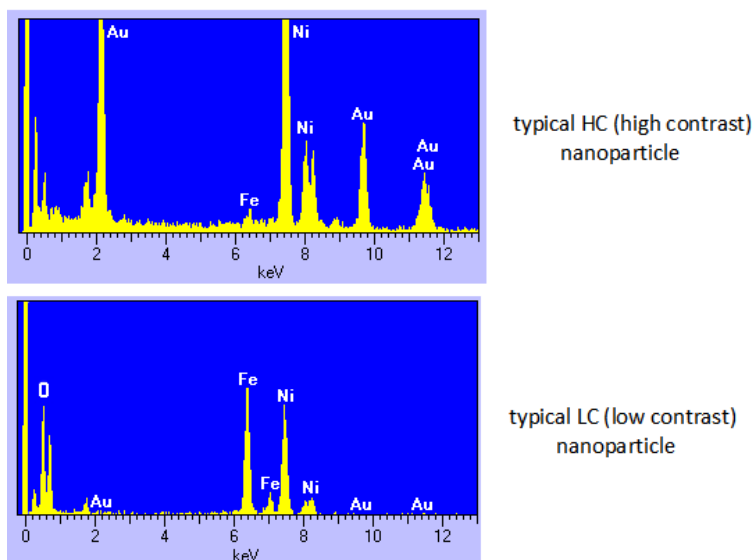 Au
Ni
Ni
Au
Au
Au
Fe
0 2 4 6 8 10 12
keV
typical HC (high contrast)
nanoparticle
O
Fe
Ni
Au
Fe
Ni
Au
Au
0 2 4 6 8 10 12
keV
typical LC (low contrast)
nanoparticle